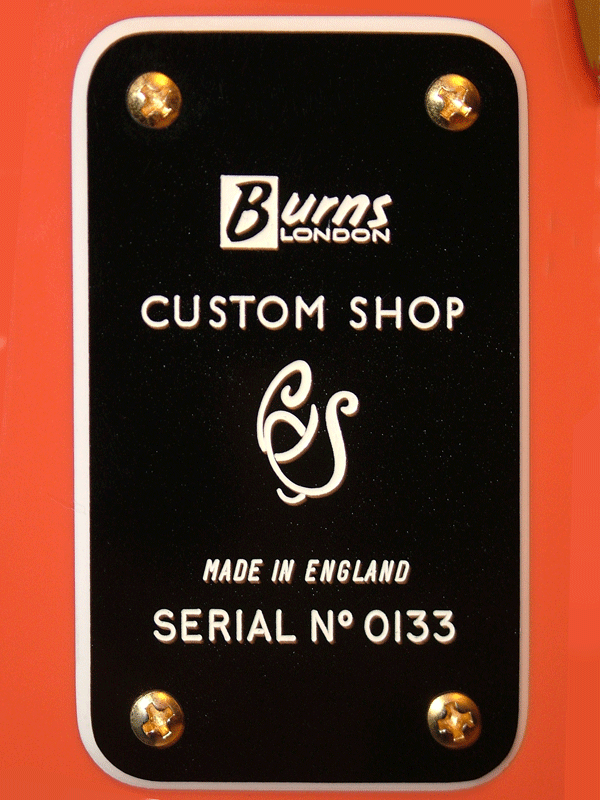 Burns
LONDON
CUSTOM SHOP
CS
MADE IN ENGLAND
SERIAL Nº 0133